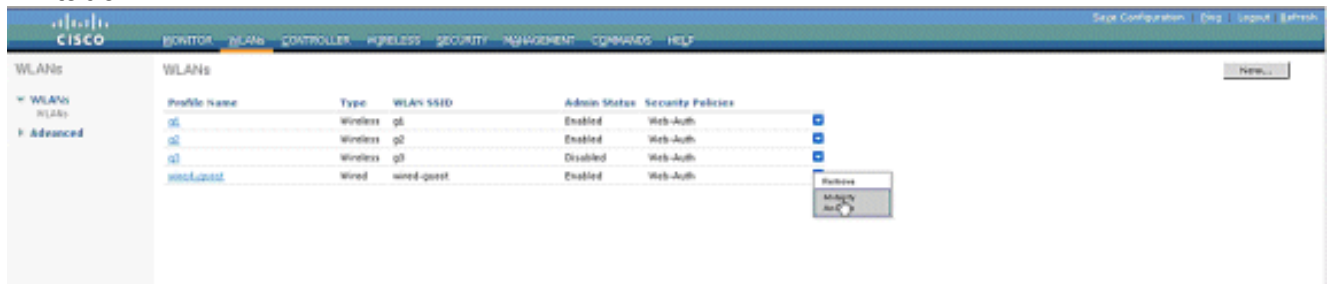 Save Configuration | Ping | Logout | Refresh
CISCO MONITOR WLANs CONTROLLER WIRELESS SECURITY MANAGEMENT COMMANDS HELP
WLANs WLANs New...
WLANs
WLANs
Advanced
Profile Name Type WLAN SSID Admin Status Security Policies
g1 Wireless g1 Enabled Web-Auth
g2 Wireless g2 Enabled Web-Auth
g3 Wireless g3 Disabled Web-Auth
wired-guest Wired wired-guest Enabled Web-Auth
Remove
Mobility